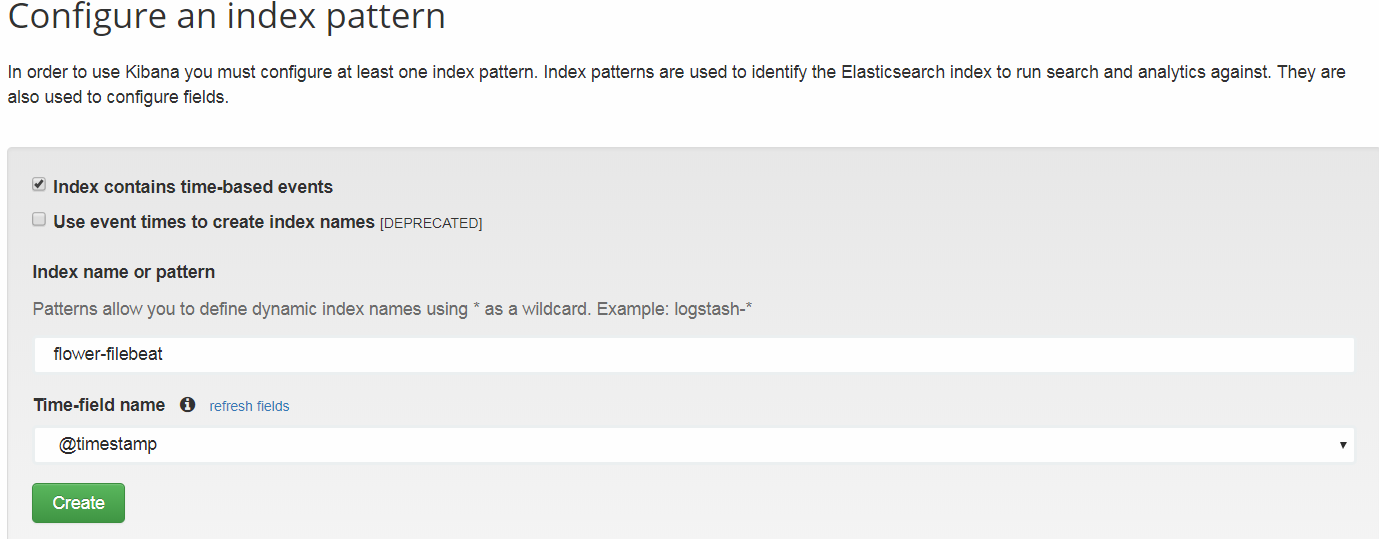 Configure an index pattern
In order to use Kibana you must configure at least one index pattern. Index patterns are used to identify the Elasticsearch index to run search and analytics against. They are
also used to configure fields.
Index contains time-based events
Use event times to create index names [DEPRECATED]
Index name or pattern
Patterns allow you to define dynamic index names using * as a wildcard. Example: logstash-*
flower-filebeat
Time-field name refresh fields
@timestamp
Create